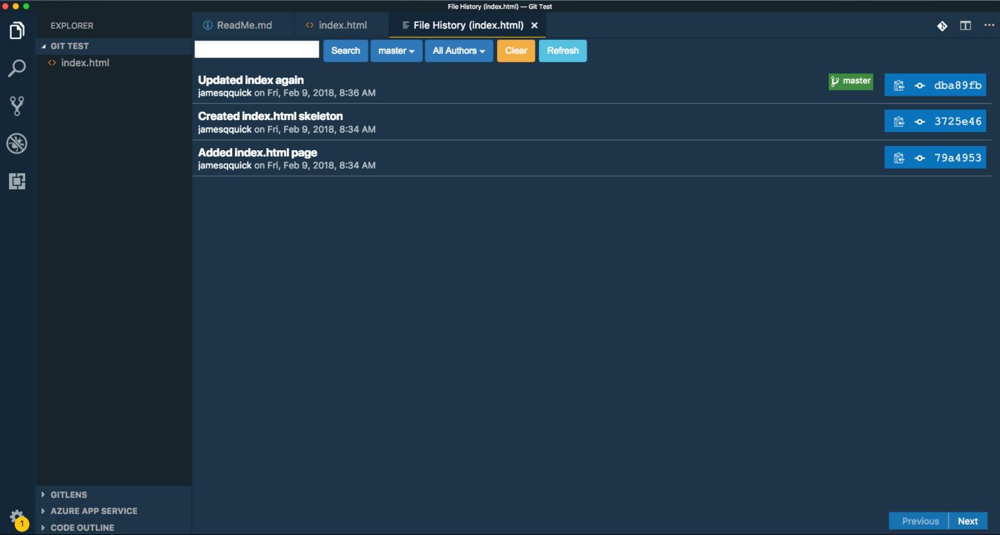 File History (index.html) — Git Test
EXPLORER
GIT TEST
index.html
GITLENS
AZURE APP SERVICE
CODE OUTLINE
1
ReadMe.md
index.html
File History (index.html)
Search
master
All Authors
Clear
Refresh
Updated index again
jamesqquick on Fri, Feb 9, 2018, 8:36 AM
master
dba89fb
Created index.html skeleton
jamesqquick on Fri, Feb 9, 2018, 8:34 AM
3725e46
Added index.html page
jamesqquick on Fri, Feb 9, 2018, 8:34 AM
79a4953
Previous
Next